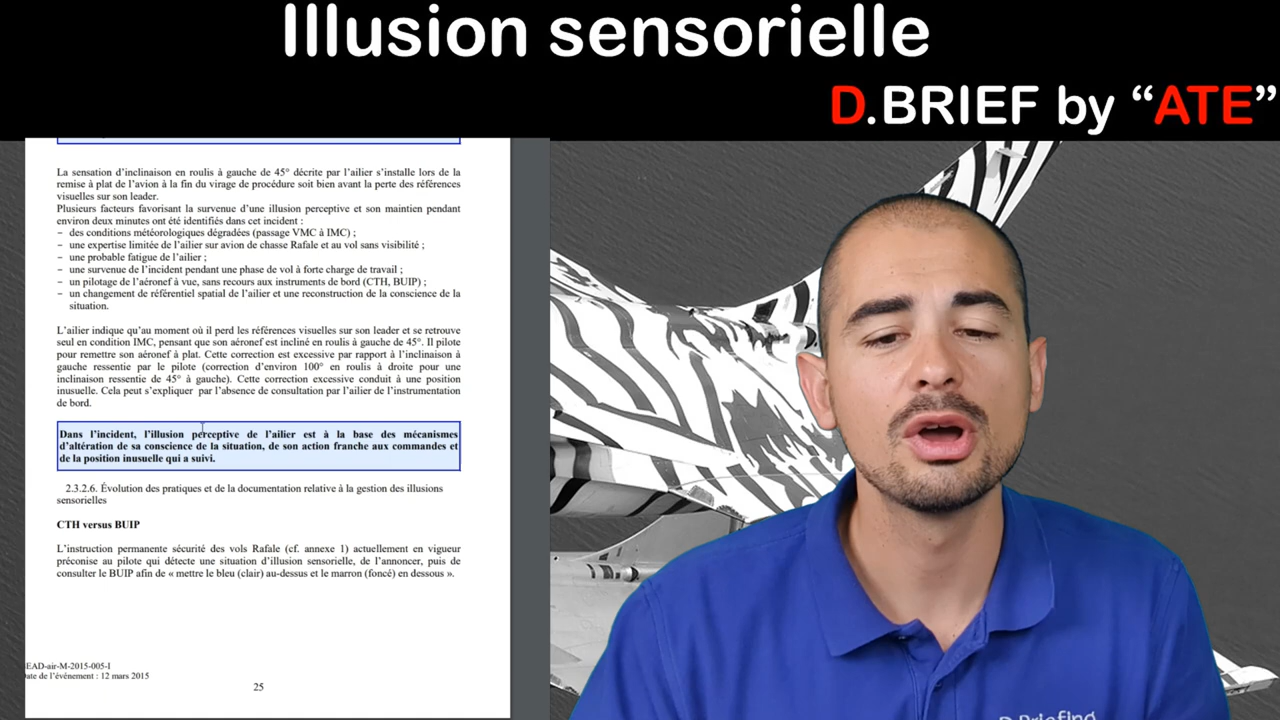 Illusion sensorielle
D.BRIEF by “ATE”
La sensation d’inclinaison en roulis à gauche de 45° décrite par l’ailier s’installe lors de la
remise à plat de l’avion à la fin du virage de procédure soit bien avant la perte des références
visuelles sur son leader.
Plusieurs facteurs favorisant la survenue d’une illusion perceptive et son maintien pendant
environ deux minutes ont été identifiés dans cet incident :
− des conditions météorologiques dégradées (passage VMC à IMC) ;
− une expertise limitée de l’ailier sur avion de chasse Rafale et au vol sans visibilité ;
− une probable fatigue de l’ailier ;
− une survenue de l’incident pendant une phase de vol à forte charge de travail ;
− un pilotage de l’aéronef à vue, sans recours aux instruments de bord (CTH, BUIP) ;
− un changement de référentiel spatial de l’ailier et une reconstruction de la conscience de la
situation.
L’ailier indique qu’au moment où il perd les références visuelles sur son leader et se retrouve
seul en condition IMC, pensant que son aéronef est incliné en roulis à gauche de 45°. Il pilote
pour remettre son aéronef à plat. Cette correction est excessive par rapport à l’inclinaison à
gauche ressentie par le pilote (correction d’environ 100° en roulis à droite pour une
inclinaison ressentie de 45° à gauche). Cette correction excessive conduit à une position
inusuelle. Cela peut s’expliquer par l’absence de consultation par l’ailier de l’instrumentation
de bord.
Dans l’incident, l’illusion perceptive de l’ailier est à la base des mécanismes
d’altération de sa conscience de la situation, de son action franche aux commandes et
de la position inusuelle qui a suivi.
2.3.2.6. Évolution des pratiques et de la documentation relative à la gestion des illusions
sensorielles
CTH versus BUIP
L’instruction permanente sécurité des vols Rafale (cf. annexe 1) actuellement en vigueur
préconise au pilote qui détecte une situation d’illusion sensorielle, de l’annoncer, puis de
consulter le BUIP afin de « mettre le bleu (clair) au-dessus et le marron (foncé) en dessous ».
EAD-air-M-2015-005-I
ate de l’événement : 12 mars 2015
25
D.Briefing